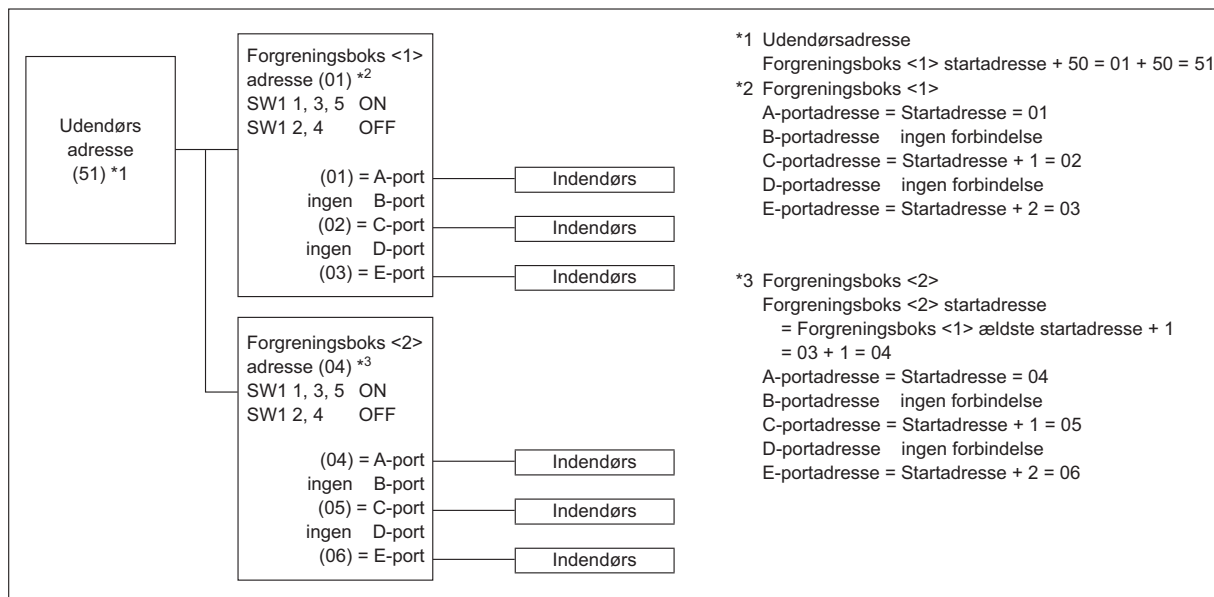 Udendørs
adresse
(51) *1
Forgreningsboks <1>
adresse (01) *2
SW1 1, 3, 5 ON
SW1 2, 4 OFF
(01) = A-port
ingen B-port
(02) = C-port
ingen D-port
(03) = E-port
Indendørs
Indendørs
Indendørs
Forgreningsboks <2>
adresse (04) *3
SW1 1, 3, 5 ON
SW1 2, 4 OFF
(04) = A-port
ingen B-port
(05) = C-port
ingen D-port
(06) = E-port
Indendørs
Indendørs
Indendørs
*1 Udendørsadresse
Forgreningsboks <1> startadresse + 50 = 01 + 50 = 51
*2 Forgreningsboks <1>
A-portadresse = Startadresse = 01
B-portadresse ingen forbindelse
C-portadresse = Startadresse + 1 = 02
D-portadresse ingen forbindelse
E-portadresse = Startadresse + 2 = 03
*3 Forgreningsboks <2>
Forgreningsboks <2> startadresse
= Forgreningsboks <1> ældste startadresse + 1
= 03 + 1 = 04
A-portadresse = Startadresse = 04
B-portadresse ingen forbindelse
C-portadresse = Startadresse + 1 = 05
D-portadresse ingen forbindelse
E-portadresse = Startadresse + 2 = 06